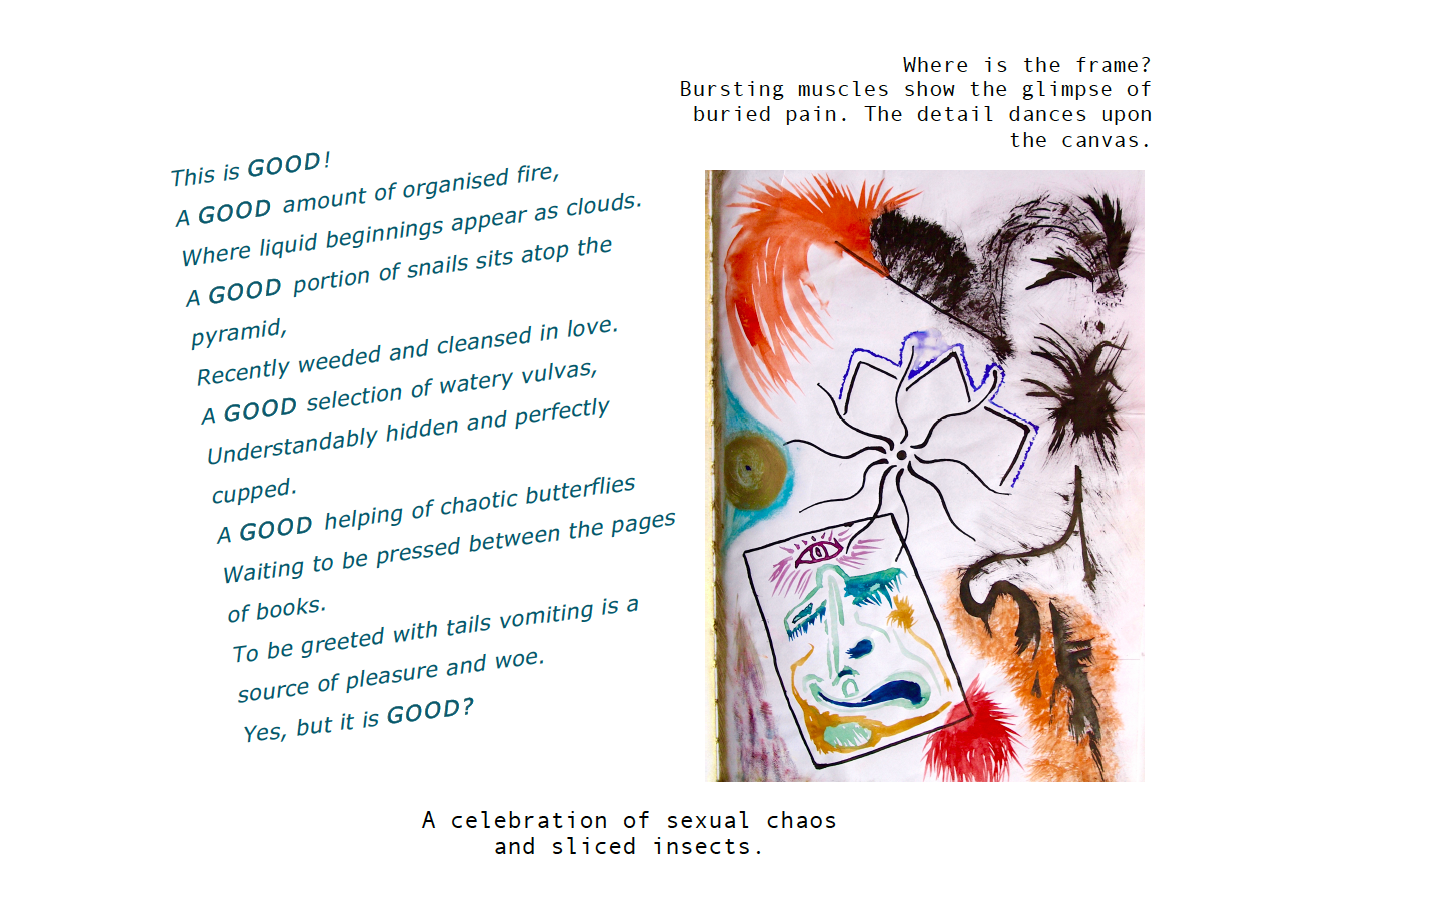 Where is the frame?
Bursting muscles show the glimpse of
buried pain. The detail dances upon
the canvas.
This is GOOD!
A GOOD amount of organised fire,
Where liquid beginnings appear as clouds.
A GOOD portion of snails sits atop the
pyramid,
Recently weeded and cleansed in love.
A GOOD selection of watery vulvas,
Understandably hidden and perfectly
cupped.
A GOOD helping of chaotic butterflies
Waiting to be pressed between the pages
of books.
To be greeted with tails vomiting is a
source of pleasure and woe.
Yes, but it is GOOD?
A celebration of sexual chaos
and sliced insects.